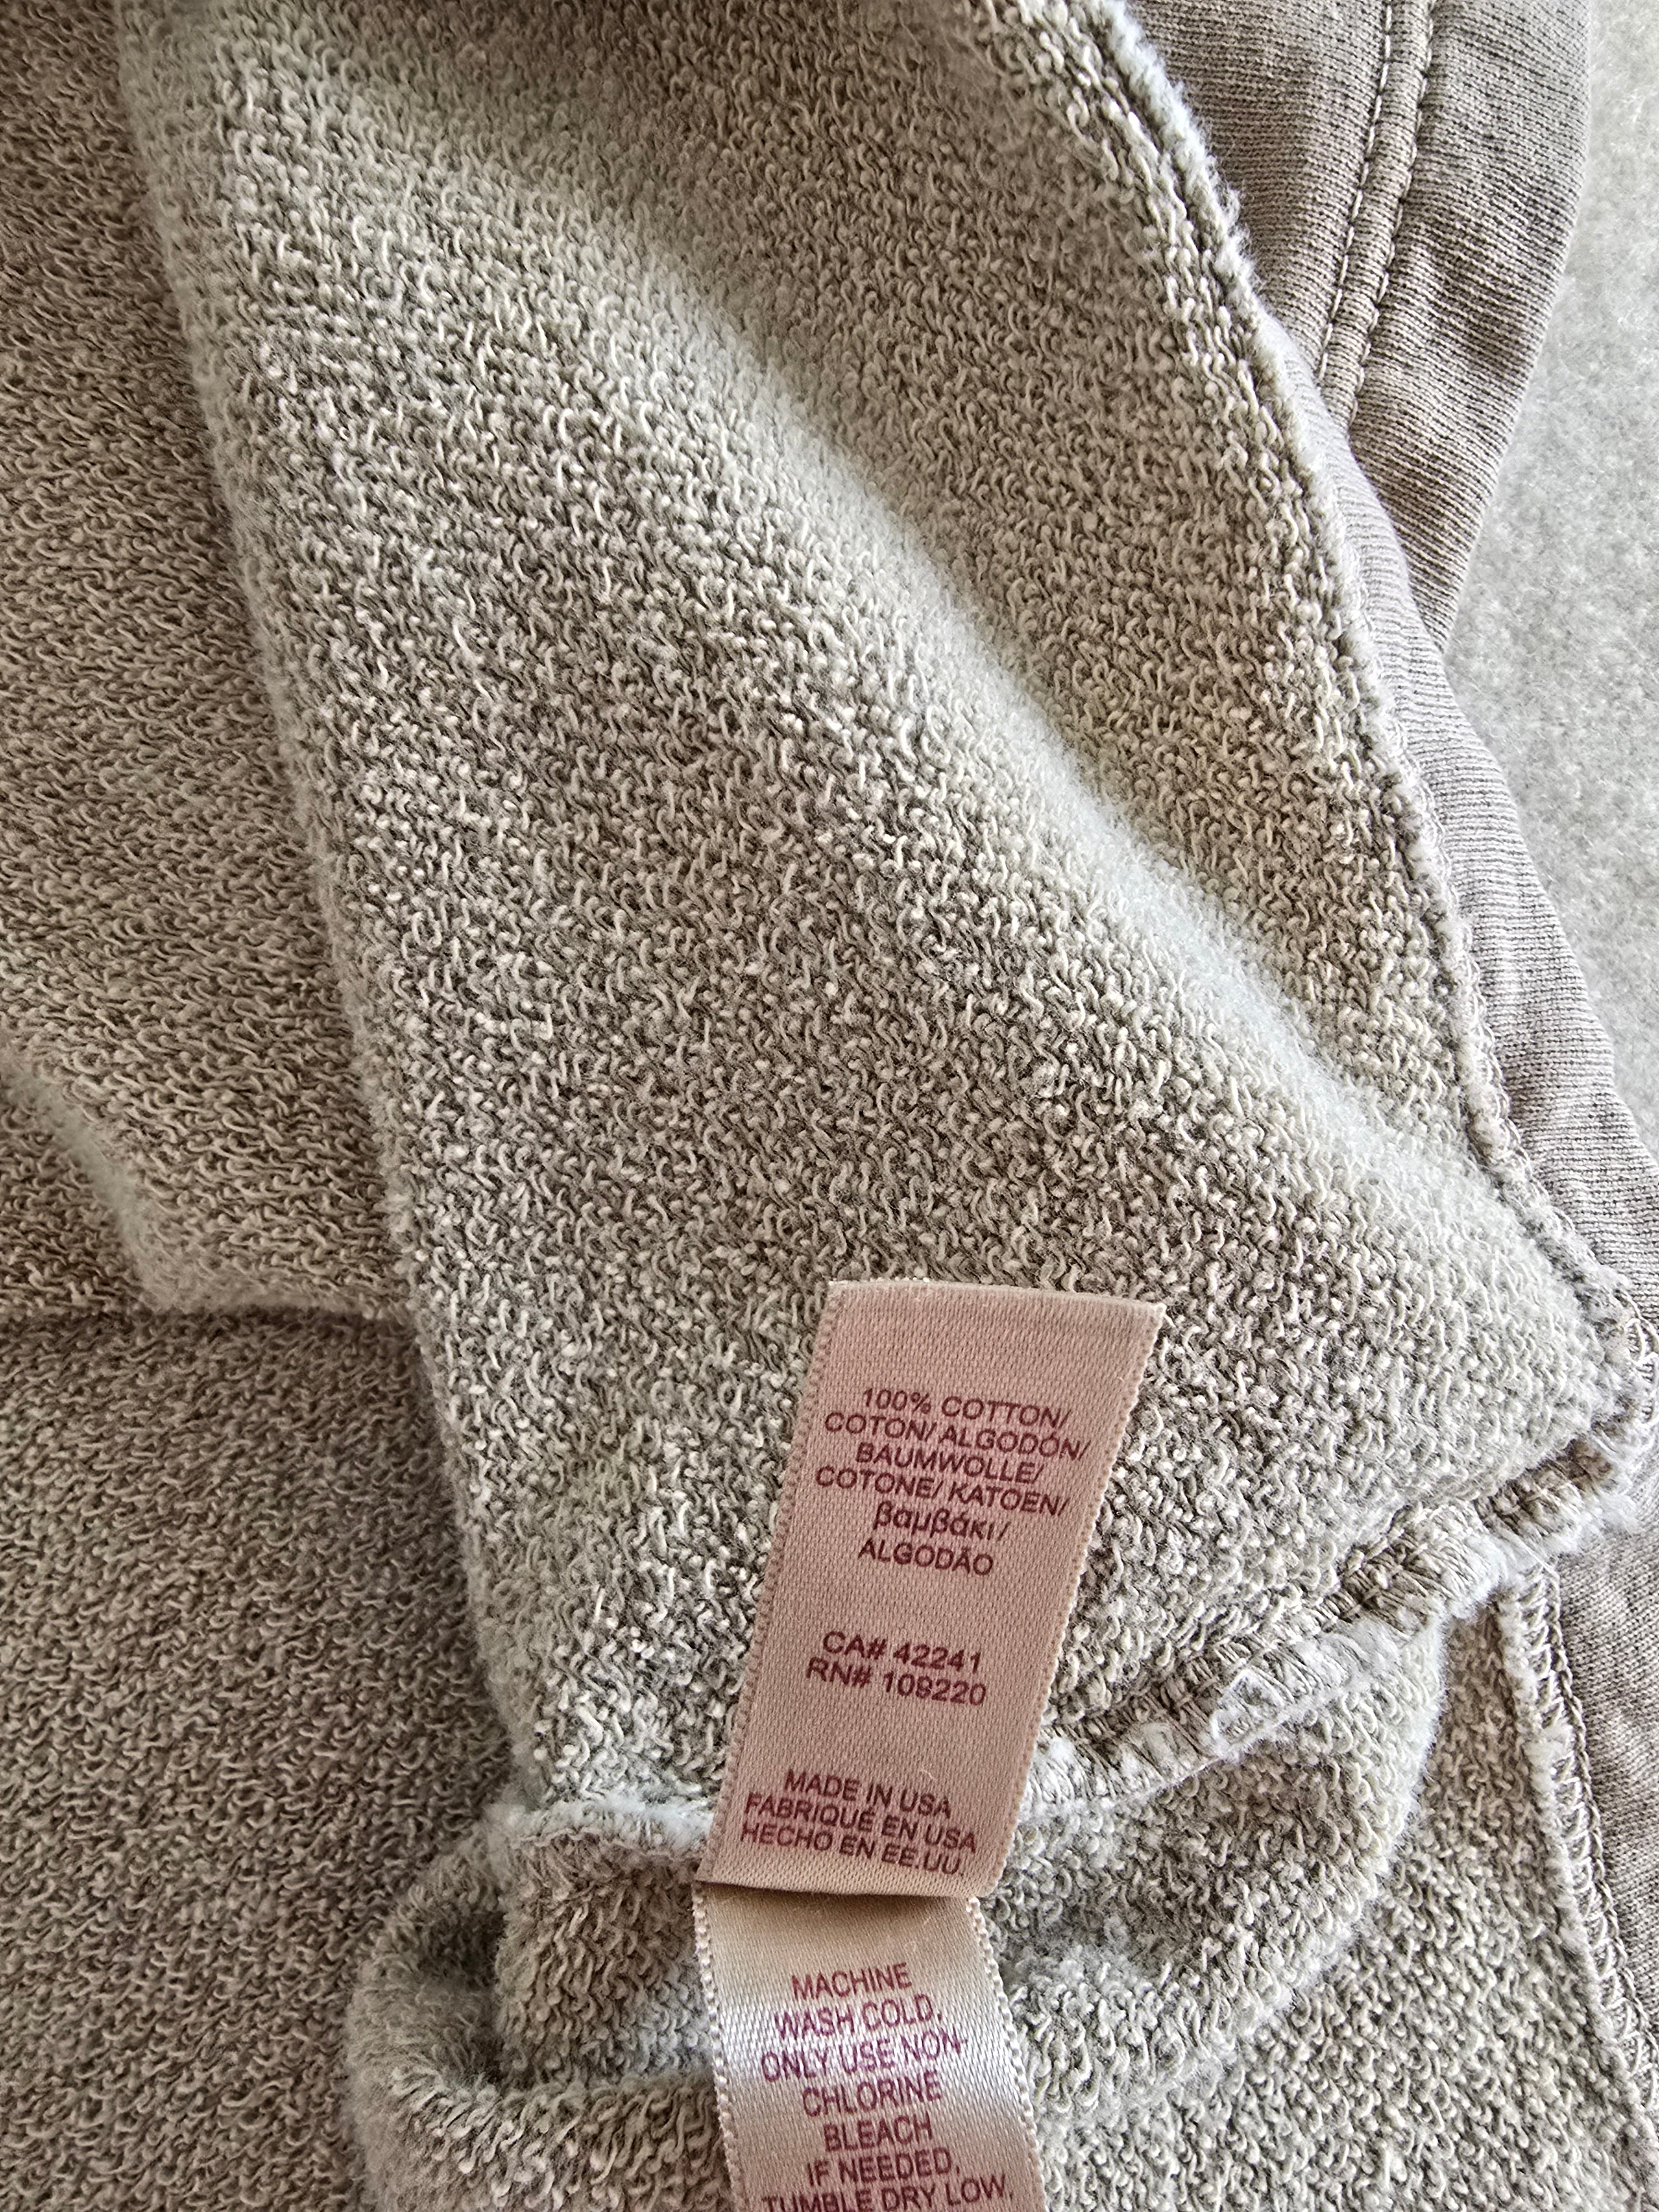 100% COTTON/
COTON/ ALGODÓN/
BAUMWOLLE/
COTONE/ KATOEN/
βαμβάκι/
ALGODÃO
CA# 42241
RN# 109220
MADE IN USA
FABRIQUÉ EN USA
HECHO EN EE.UU.
MACHINE
WASH COLD,
ONLY USE NON-
CHLORINE
BLEACH
IF NEEDED,
TUMBLE DRY LOW,